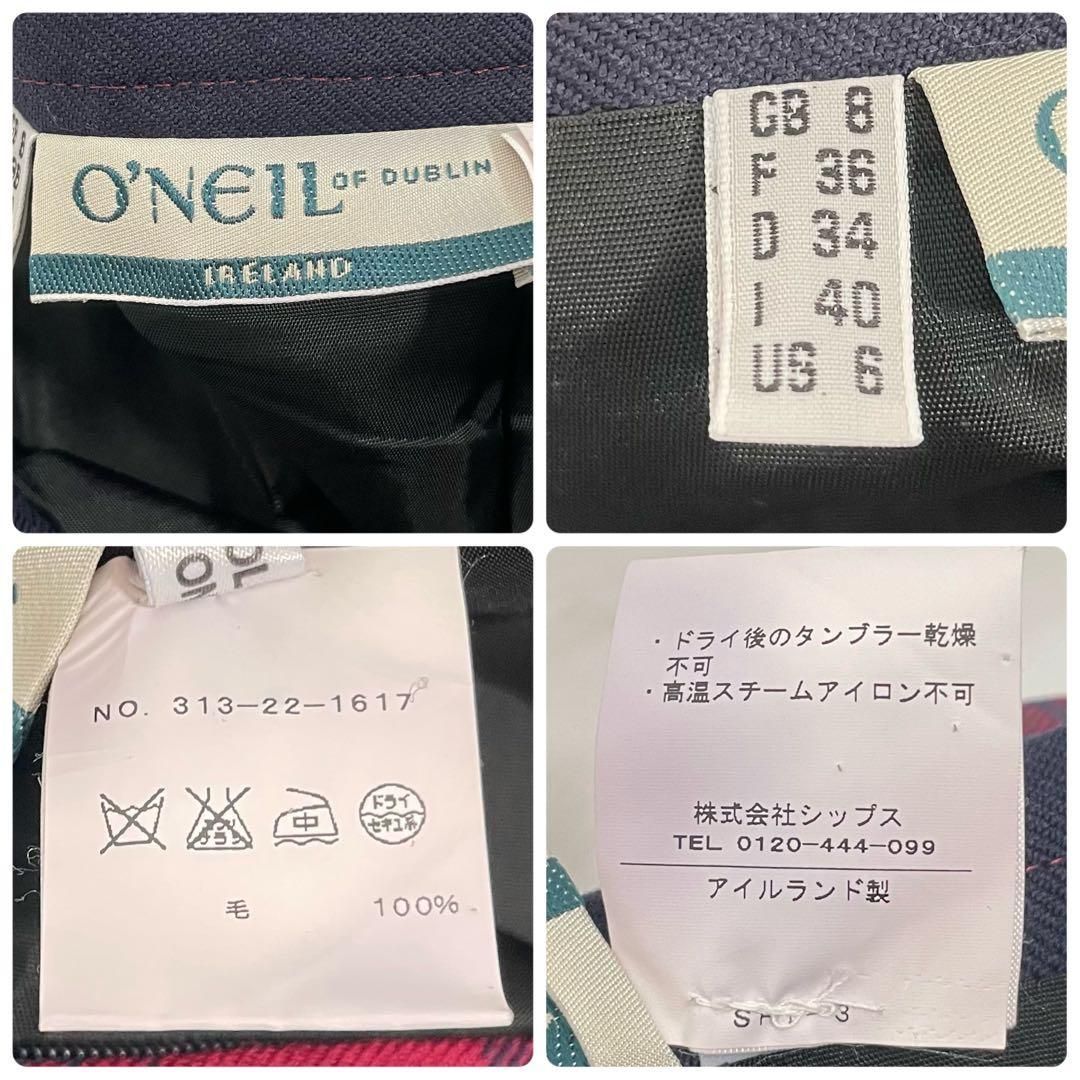 O'NEIL OF DUBLIN
IRELAND
GB 8
F 36
D 34
I 40
US 6
NO. 313-22-1617
中
ドライ
セキユ系
毛 100%
・ドライ後のタンブラー乾燥
不可
・高温スチームアイロン不可
株式会社シップス
TEL 0120-444-099
アイルランド製